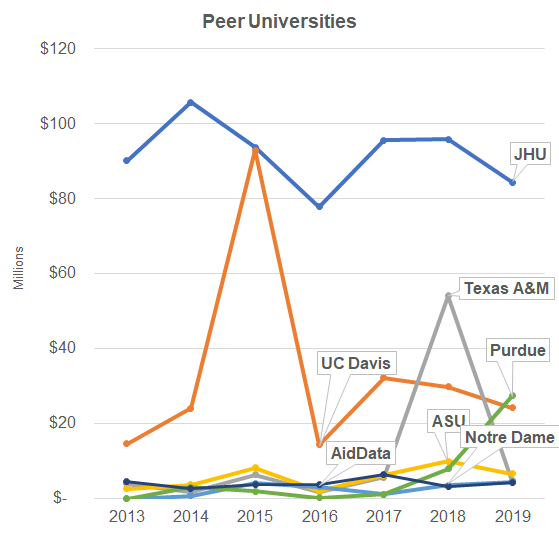 Peer Universities
$120
$100
$80
$60
$40
$20
$-
Millions
JHU
Texas A&M
Purdue
UC Davis
ASU
Notre Dame
AidData
2013 2014 2015 2016 2017 2018 2019